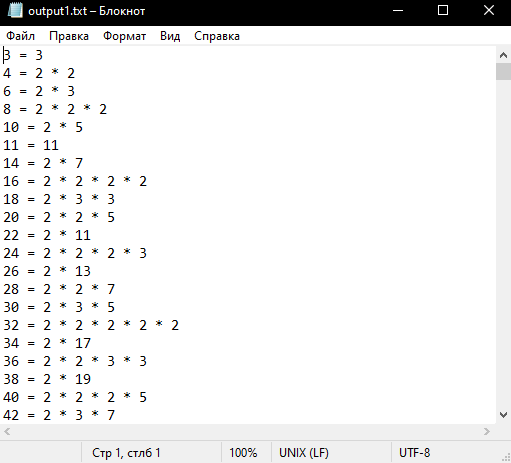 output1.txt – Блокнот
Файл Правка Формат Вид Справка
3 = 3
4 = 2 * 2
6 = 2 * 3
8 = 2 * 2 * 2
10 = 2 * 5
11 = 11
14 = 2 * 7
16 = 2 * 2 * 2 * 2
18 = 2 * 3 * 3
20 = 2 * 2 * 5
22 = 2 * 11
24 = 2 * 2 * 2 * 3
26 = 2 * 13
28 = 2 * 2 * 7
30 = 2 * 3 * 5
32 = 2 * 2 * 2 * 2 * 2
34 = 2 * 17
36 = 2 * 2 * 3 * 3
38 = 2 * 19
40 = 2 * 2 * 2 * 5
42 = 2 * 3 * 7
Стр 1, стлб 1 100% UNIX (LF) UTF-8